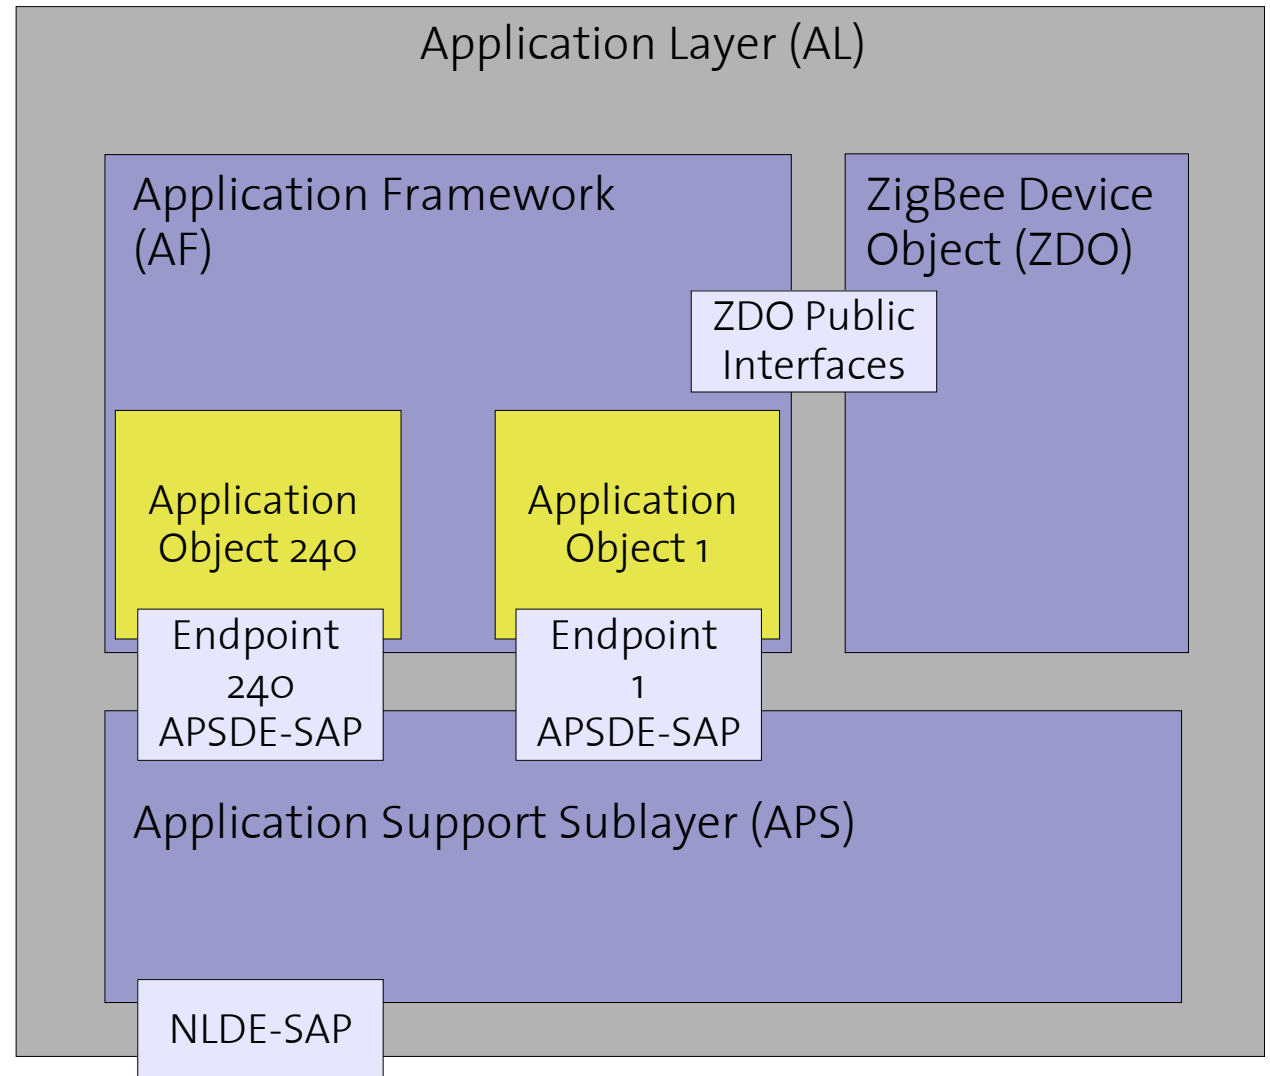 Application Layer (AL)
Application Framework
(AF)
ZigBee Device
Object (ZDO)
ZDO Public
Interfaces
Application
Object 240
Application
Object 1
Endpoint
240
APSDE-SAP
Endpoint
1
APSDE-SAP
Application Support Sublayer (APS)
NLDE-SAP